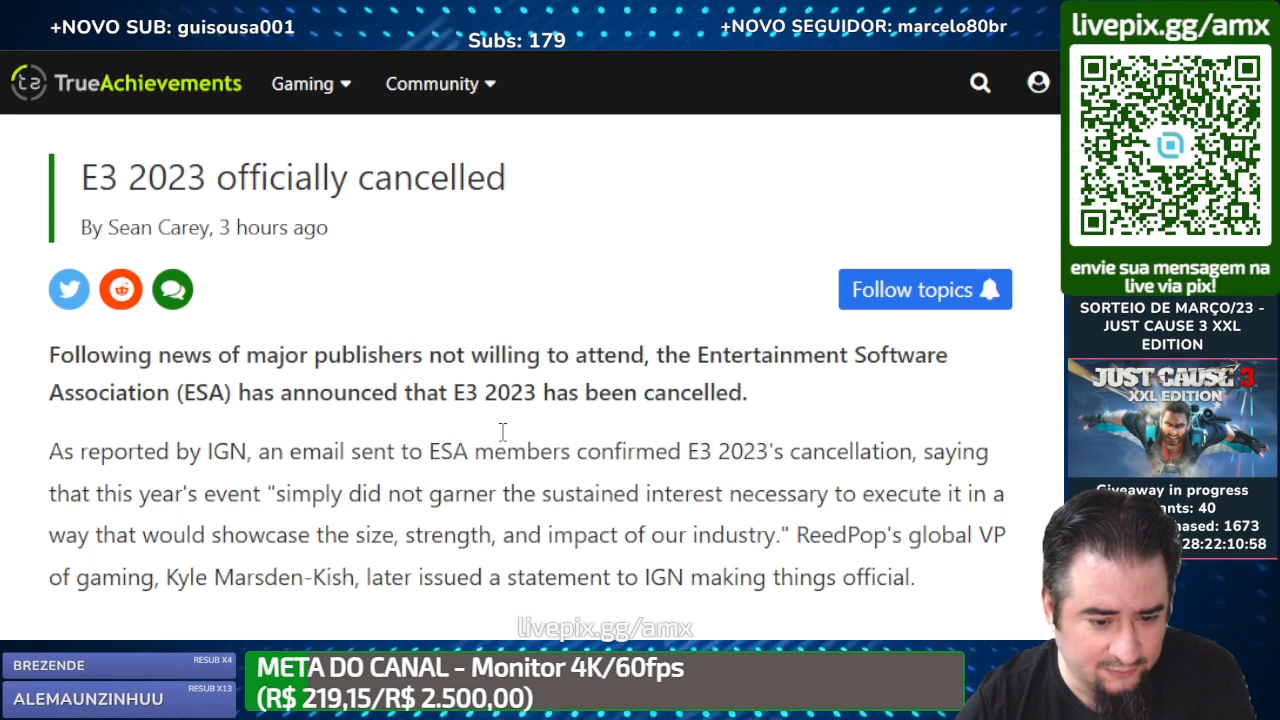 +NOVO SUB: guisousa001
Subs: 179
+NOVO SEGUIDOR: marcelo80br
livepix.gg/amx
TrueAchievements
Gaming
Community
E3 2023 officially cancelled
By Sean Carey, 3 hours ago
Follow topics
Following news of major publishers not willing to attend, the Entertainment Software
Association (ESA) has announced that E3 2023 has been cancelled.
As reported by IGN, an email sent to ESA members confirmed E3 2023's cancellation, saying
that this year's event "simply did not garner the sustained interest necessary to execute it in a
way that would showcase the size, strength, and impact of our industry." ReedPop's global VP
of gaming, Kyle Marsden-Kish, later issued a statement to IGN making things official.
livepix.gg/amx
envie sua mensagem na
live via pix!
SORTEIO DE MARÇO/23 -
JUST CAUSE 3 XXL
EDITION
JUST CAUSE 3
XXL EDITION
Giveaway in progress
40
1673
28:22:10:58
BREZENDE RESUB X4
ALEMAUNZINHUU RESUB X13
META DO CANAL - Monitor 4K/60fps
(R$ 219,15/R$ 2.500,00)